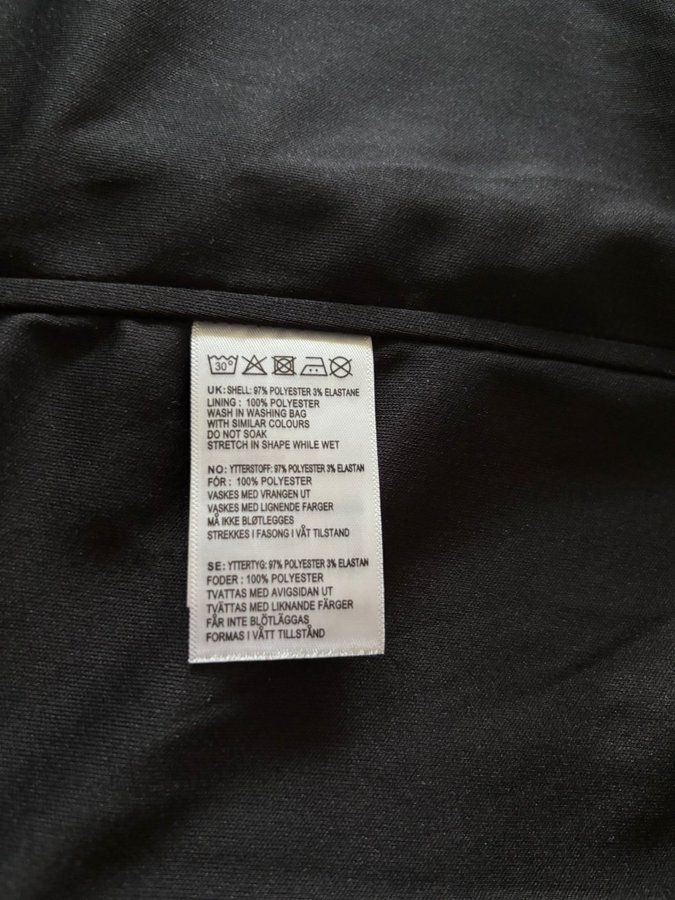 30°
UK: SHELL: 97% POLYESTER 3% ELASTANE
LINING : 100% POLYESTER
WASH IN WASHING BAG
WITH SIMILAR COLOURS
DO NOT SOAK
STRETCH IN SHAPE WHILE WET
NO: YTTERSTOFF: 97% POLYESTER 3% ELASTAN
FÓR : 100% POLYESTER
VASKES MED VRANGEN UT
VASKES MED LIGNENDE FARGER
MÅ IKKE BLØTLEGGES
STREKKES I FASONG I VÅT TILSTAND
SE: YTTERTYG: 97% POLYESTER 3% ELASTAN
FODER : 100% POLYESTER
TVATTAS MED AVIGSIDAN UT
TVÄTTAS MED LIKNANDE FÄRGER
FÅR INTE BLÖTLÄGGAS
FORMAS I VÅTT TILLSTÅND